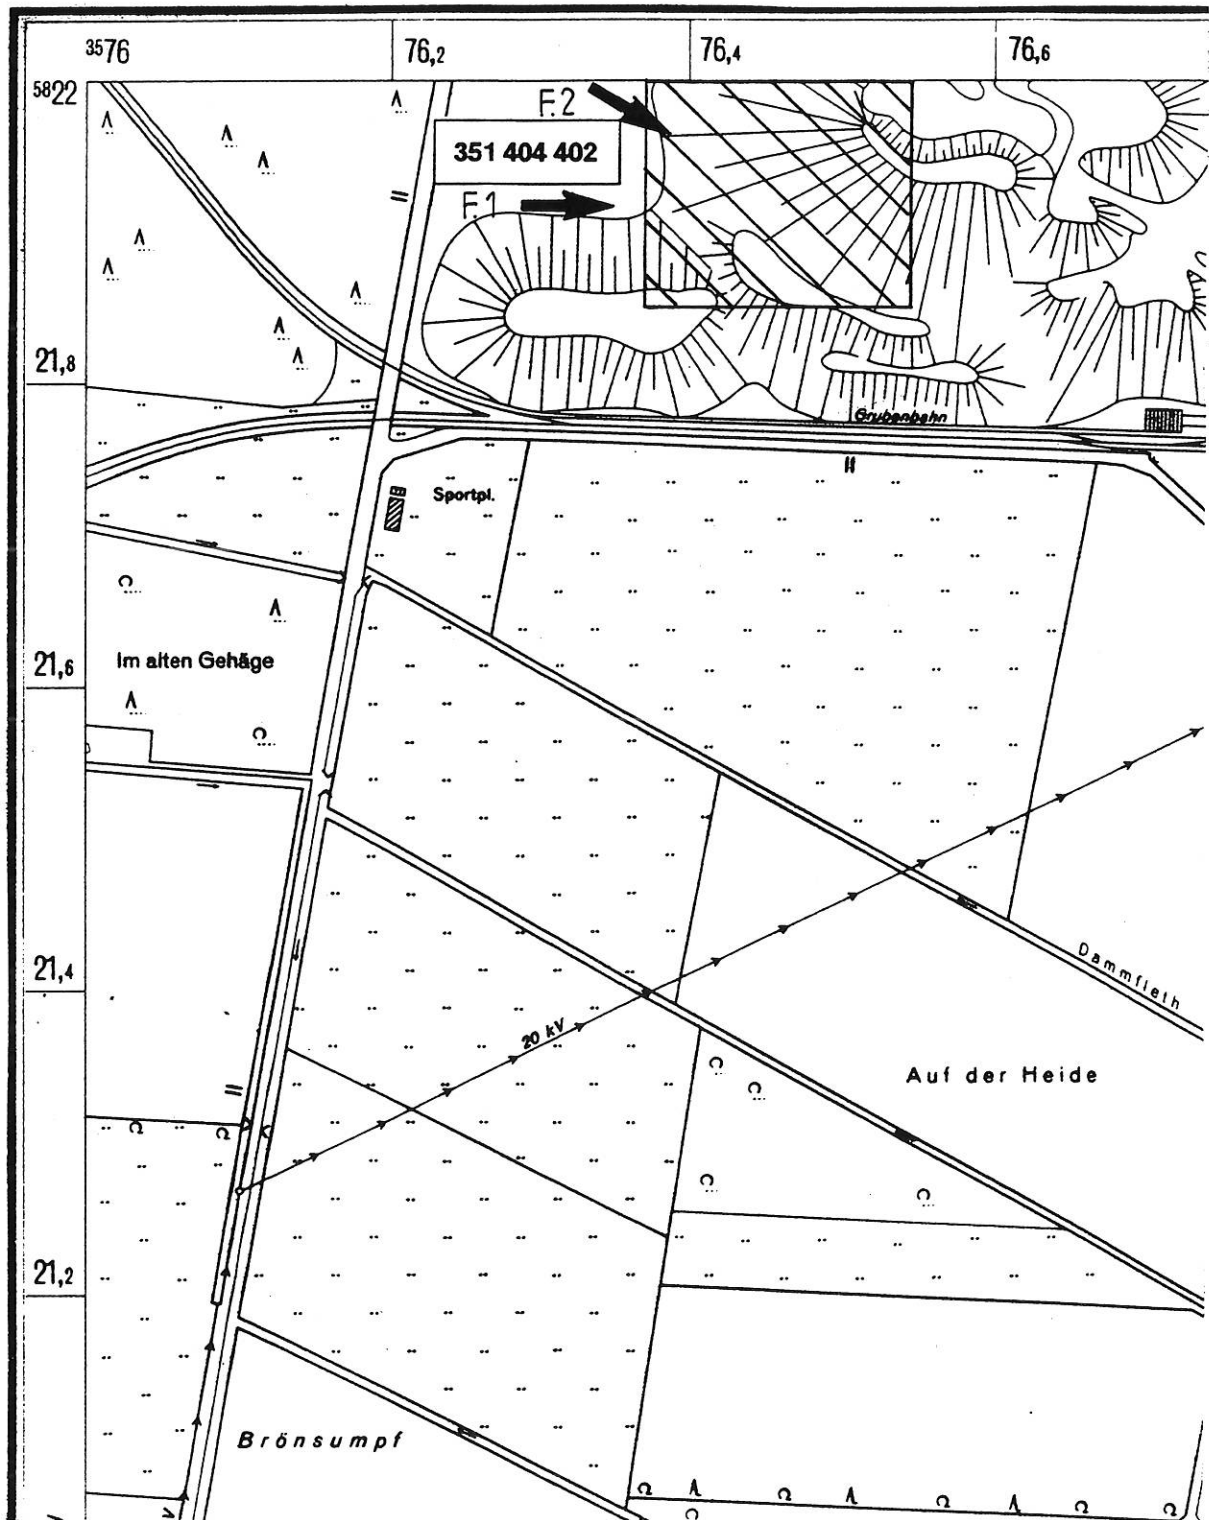 3576
76,2
76,4
76,6
5822
F.2
351 404 402
F.1
21,8
Grubenbahn
Sportpl.
Im alten Gehäge
21,6
21,4
Dammfleth
20 kV
Auf der Heide
21,2
Brönsumpf